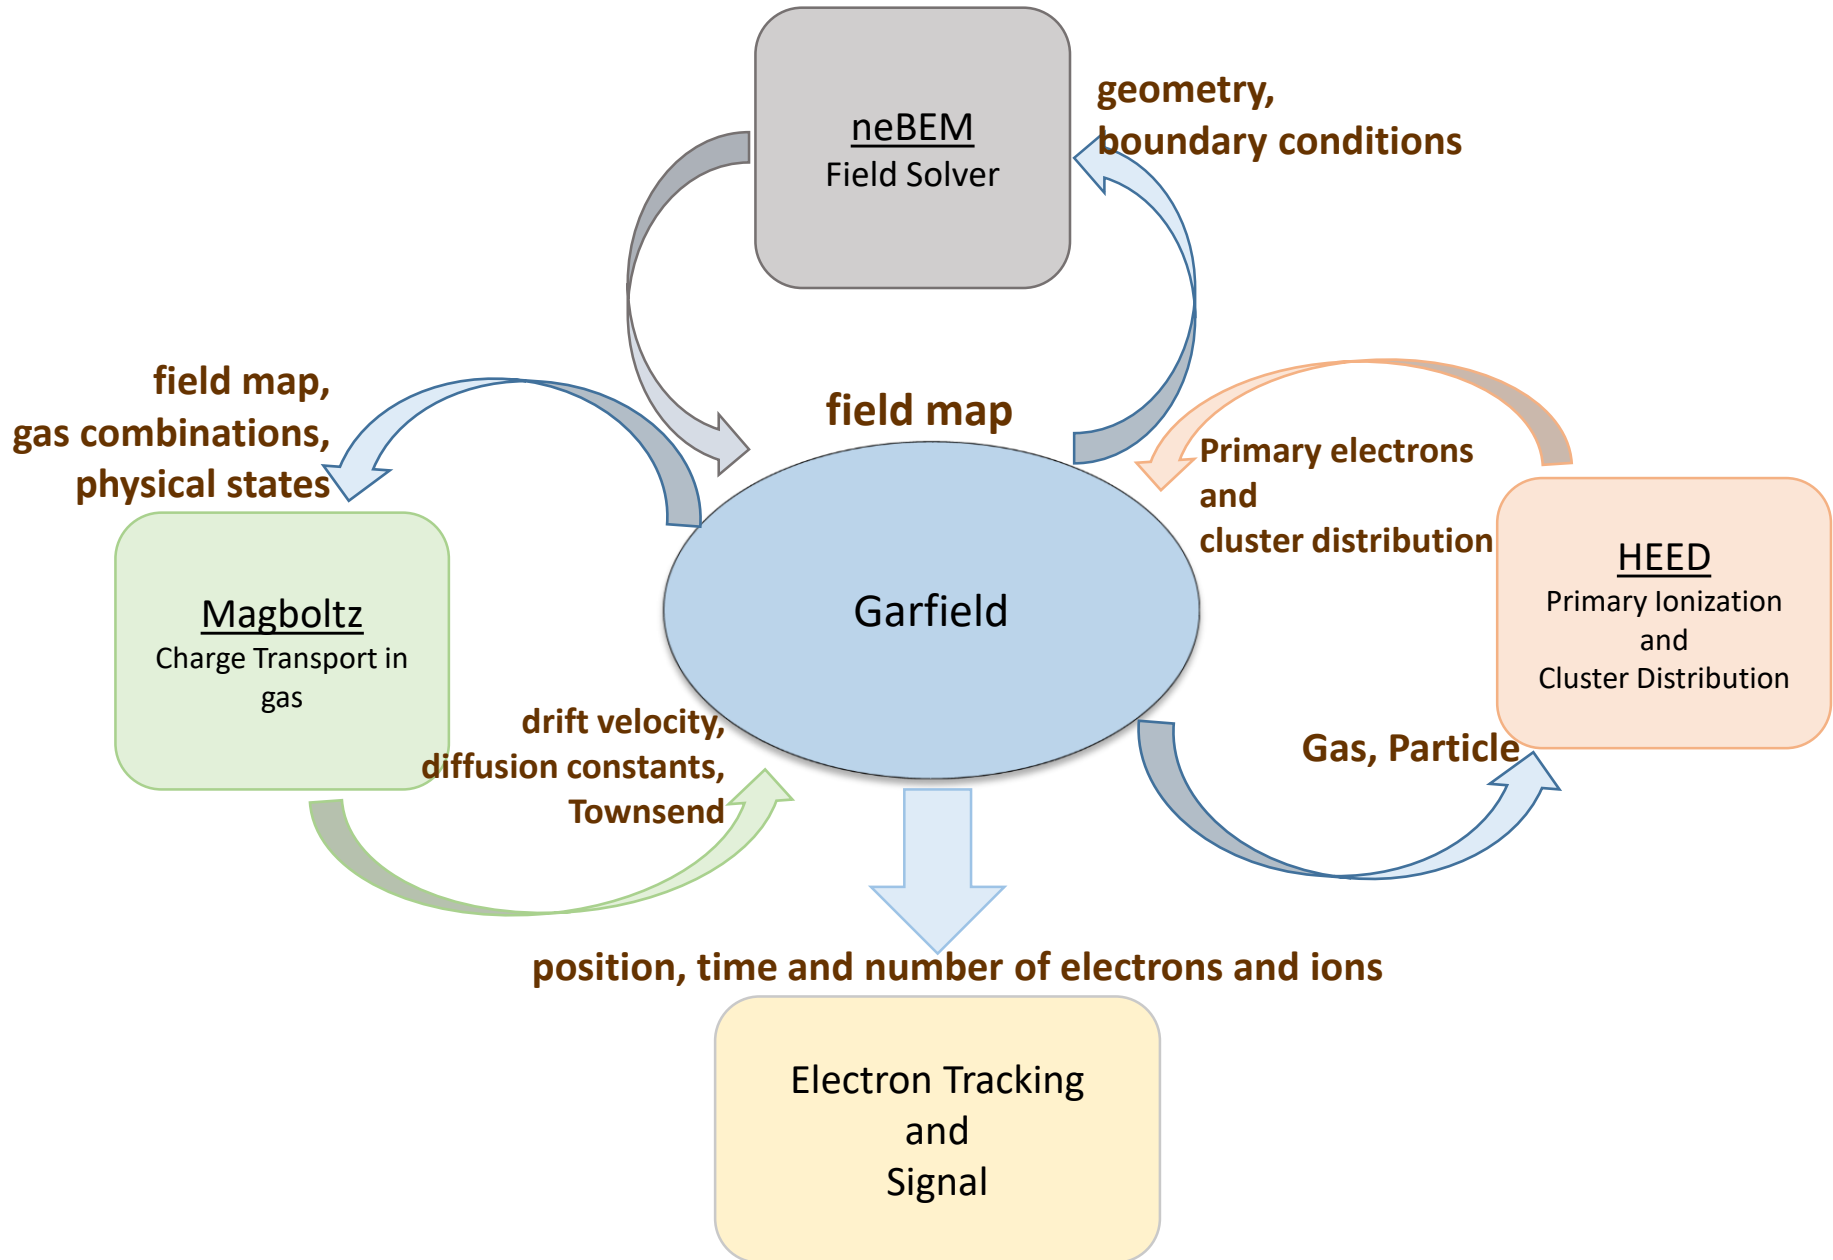 neBEM
Field Solver
geometry,
boundary conditions
field map,
gas combinations,
physical states
field map
Primary electrons
and
cluster distribution
Magboltz
Charge Transport in
gas
Garfield
HEED
Primary Ionization
and
Cluster Distribution
drift velocity,
diffusion constants,
Townsend
Gas, Particle
position, time and number of electrons and ions
Electron Tracking
and
Signal